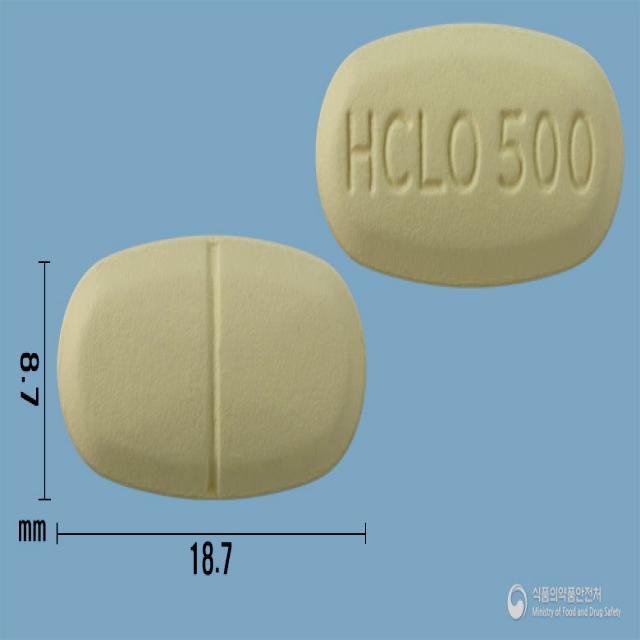 HCLO 500
8.7
mm
18.7
식품의약품안전처
Ministry of Food and Drug Safety